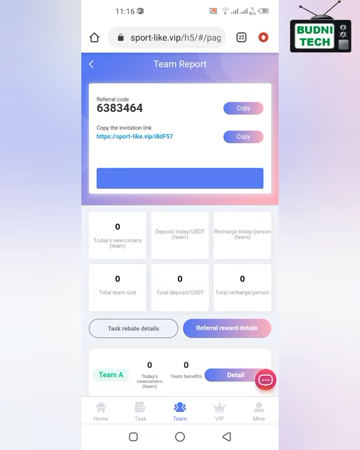 11:16
sport-like.vip/h5/#/pag
22
BUDNI
TECH
Team Report
Referral code
6383464
Copy
Copy the invitation link
https://sport-like.vip/i8dF57
Copy
0
Today's newcomers
(team)
Deposit today/USDT
(team)
Recharge today/person
(team)
0
Total team size
0
Total deposit/USDT
0
Total recharge/person
Task rebate details
Referral reward details
Team A
0
Today's
newcomers
(team)
0
Team benefits
Detail
Home
Task
Team
VIP
Mine